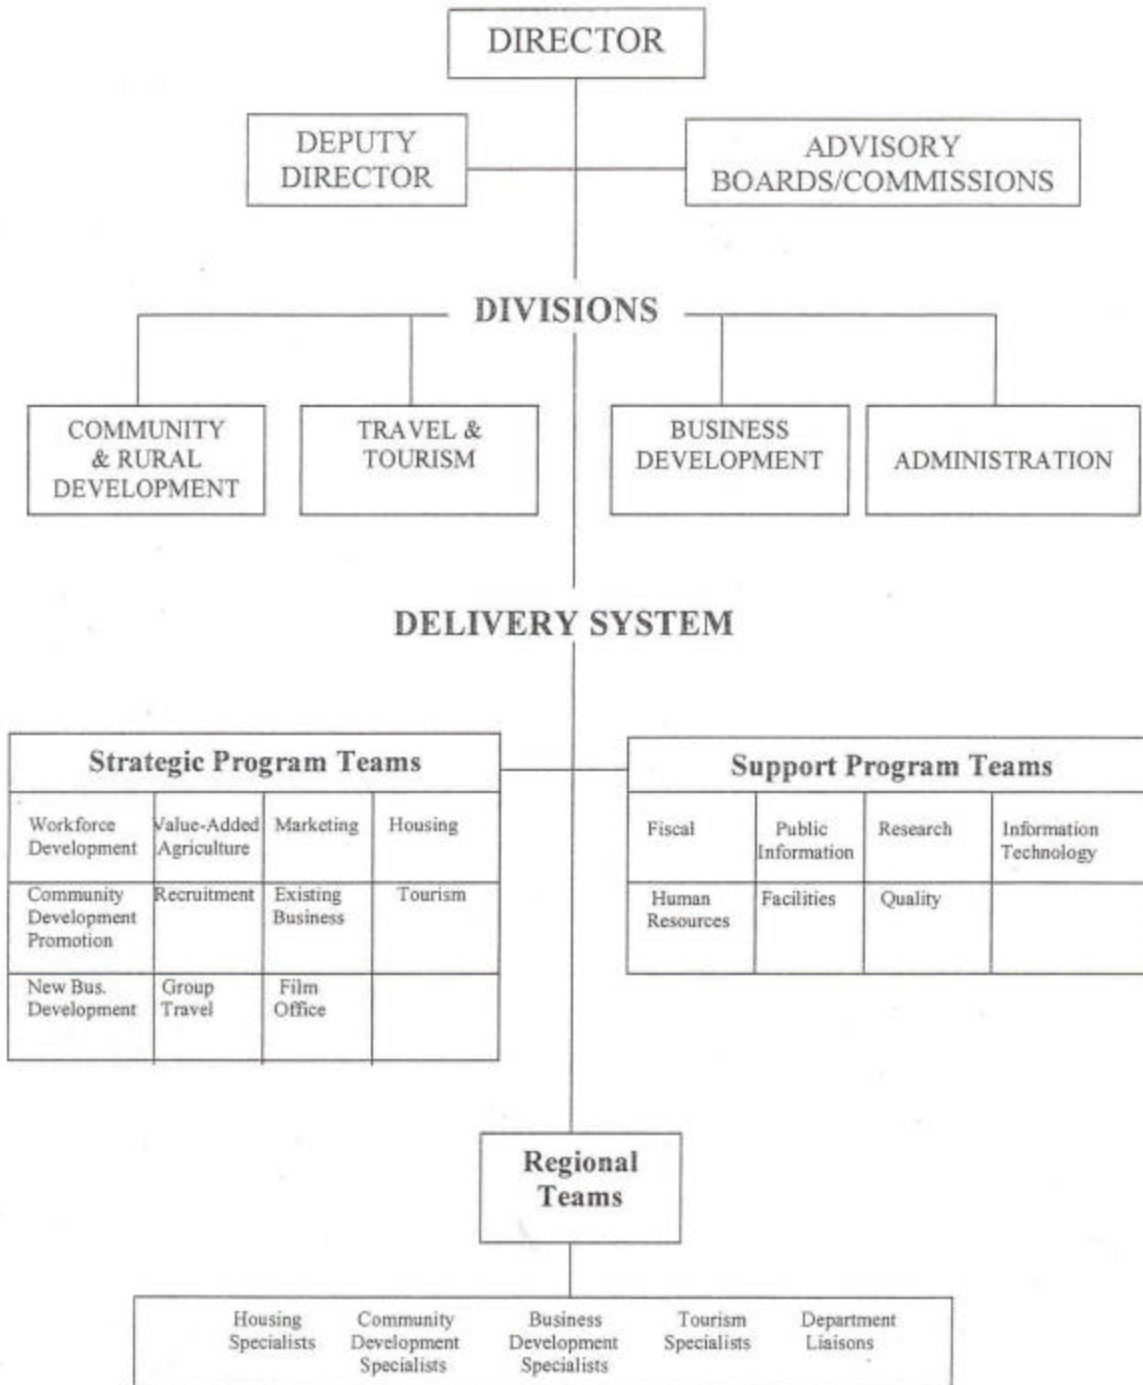 DIRECTOR
DEPUTY
DIRECTOR
ADVISORY
BOARDS/COMMISSIONS
DIVISIONS
COMMUNITY
& RURAL
DEVELOPMENT
TRAVEL &
TOURISM
BUSINESS
DEVELOPMENT
ADMINISTRATION
DELIVERY SYSTEM
Strategic Program Teams
Workforce
Development
Value-Added
Agriculture
Marketing
Housing
Community
Development
Promotion
Recruitment
Existing
Business
Tourism
New Bus.
Development
Group
Travel
Film
Office
Support Program Teams
Fiscal
Public
Information
Research
Information
Technology
Human
Resources
Facilities
Quality
Regional
Teams
Housing
Specialists
Community
Development
Specialists
Business
Development
Specialists
Tourism
Specialists
Department
Liaisons